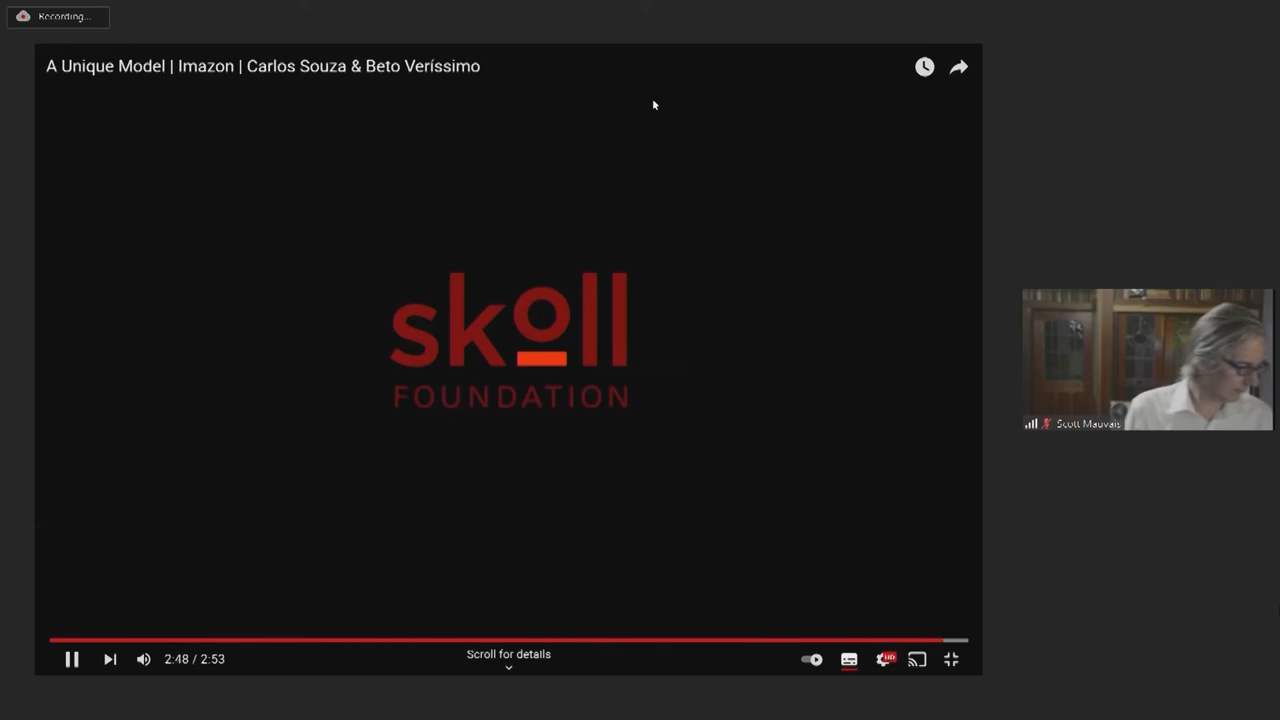 Recording...
A Unique Model | Imazon | Carlos Souza & Beto Veríssimo
skoll
FOUNDATION
Scott Mauvais
2:48 / 2:53
Scroll for details
HD